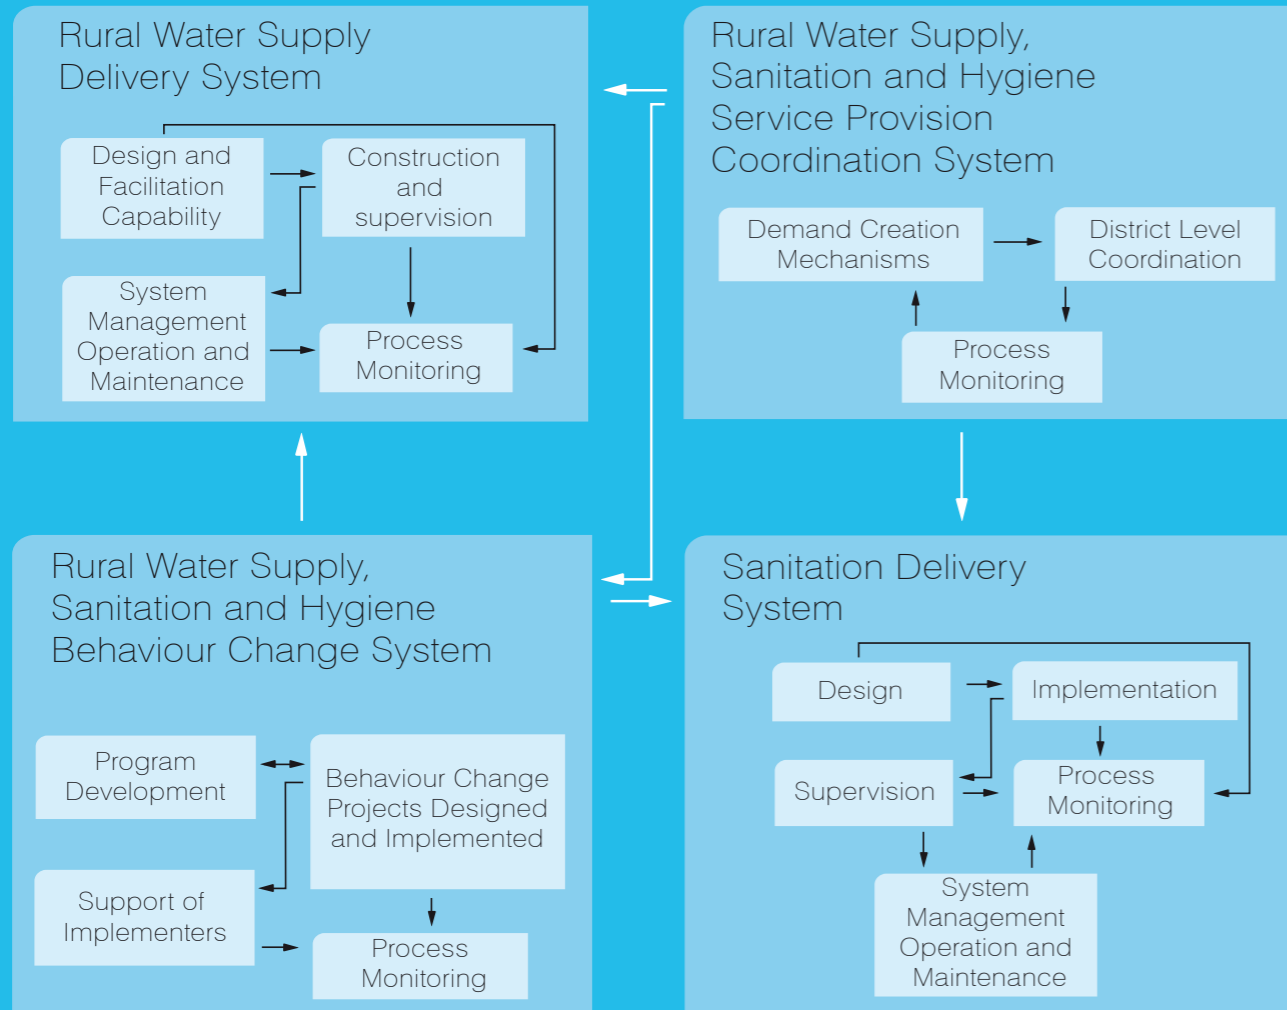 Rural Water Supply
Delivery System
Design and
Facilitation
Capability
Construction
and
supervision
System
Management
Operation and
Maintenance
Process
Monitoring
Rural Water Supply,
Sanitation and Hygiene
Service Provision
Coordination System
Demand Creation
Mechanisms
District Level
Coordination
Process
Monitoring
Rural Water Supply,
Sanitation and Hygiene
Behaviour Change System
Program
Development
Behaviour Change
Projects Designed
and Implemented
Support of
Implementers
Process
Monitoring
Sanitation Delivery
System
Design
Implementation
Supervision
Process
Monitoring
System
Management
Operation and
Maintenance